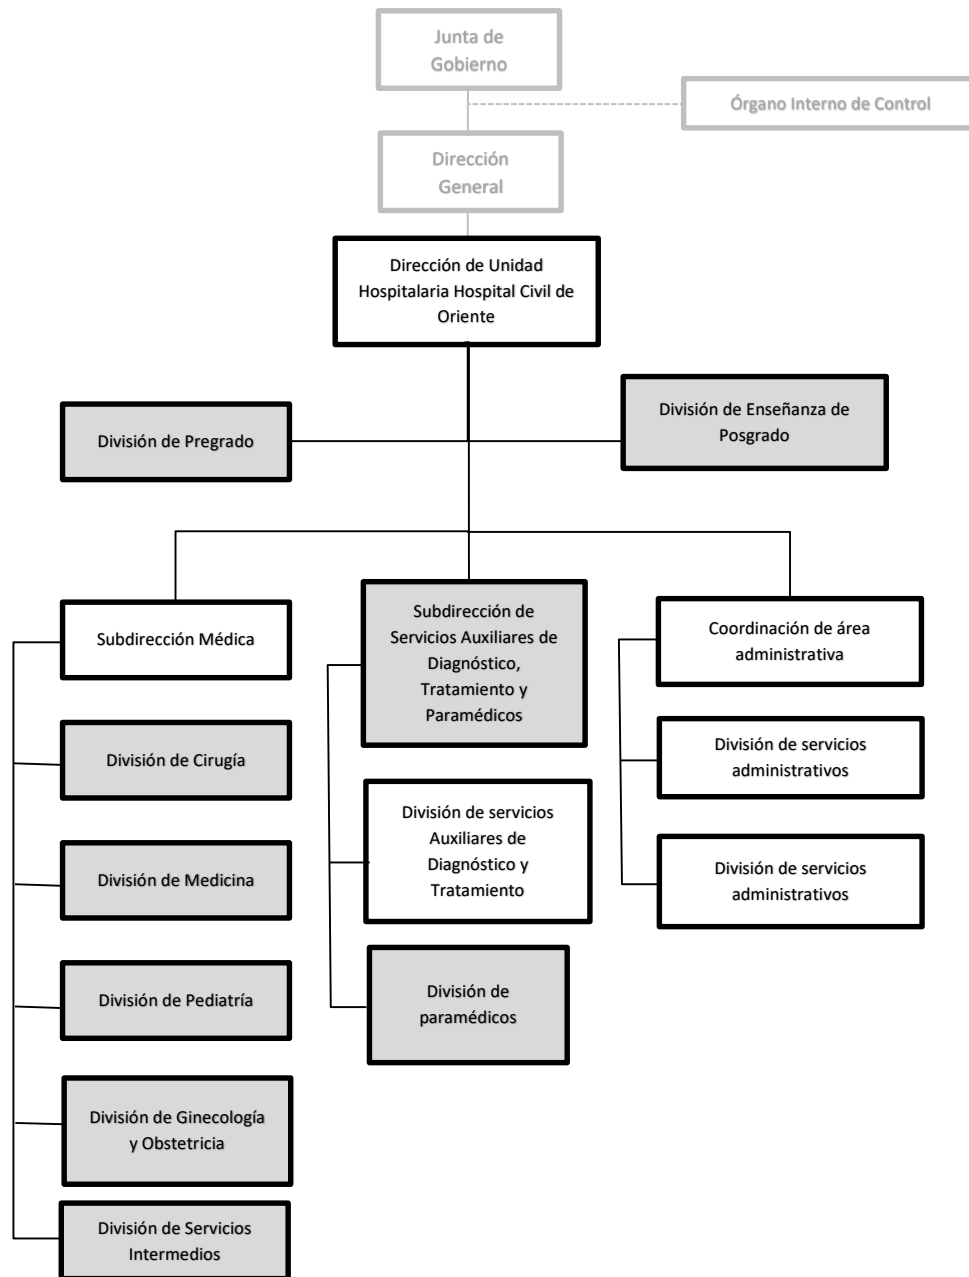 Junta de
Gobierno
Órgano Interno de Control
Dirección
General
Dirección de Unidad
Hospitalaria Hospital Civil de
Oriente
División de Pregrado
División de Enseñanza de
Posgrado
Subdirección Médica
Subdirección de
Servicios Auxiliares de
Diagnóstico,
Tratamiento y
Paramédicos
Coordinación de área
administrativa
División de Cirugía
División de servicios
Auxiliares de
Diagnóstico y
Tratamiento
División de servicios
administrativos
División de Medicina
División de servicios
administrativos
División de Pediatría
División de
paramédicos
División de Ginecología
y Obstetricia
División de Servicios
Intermedios